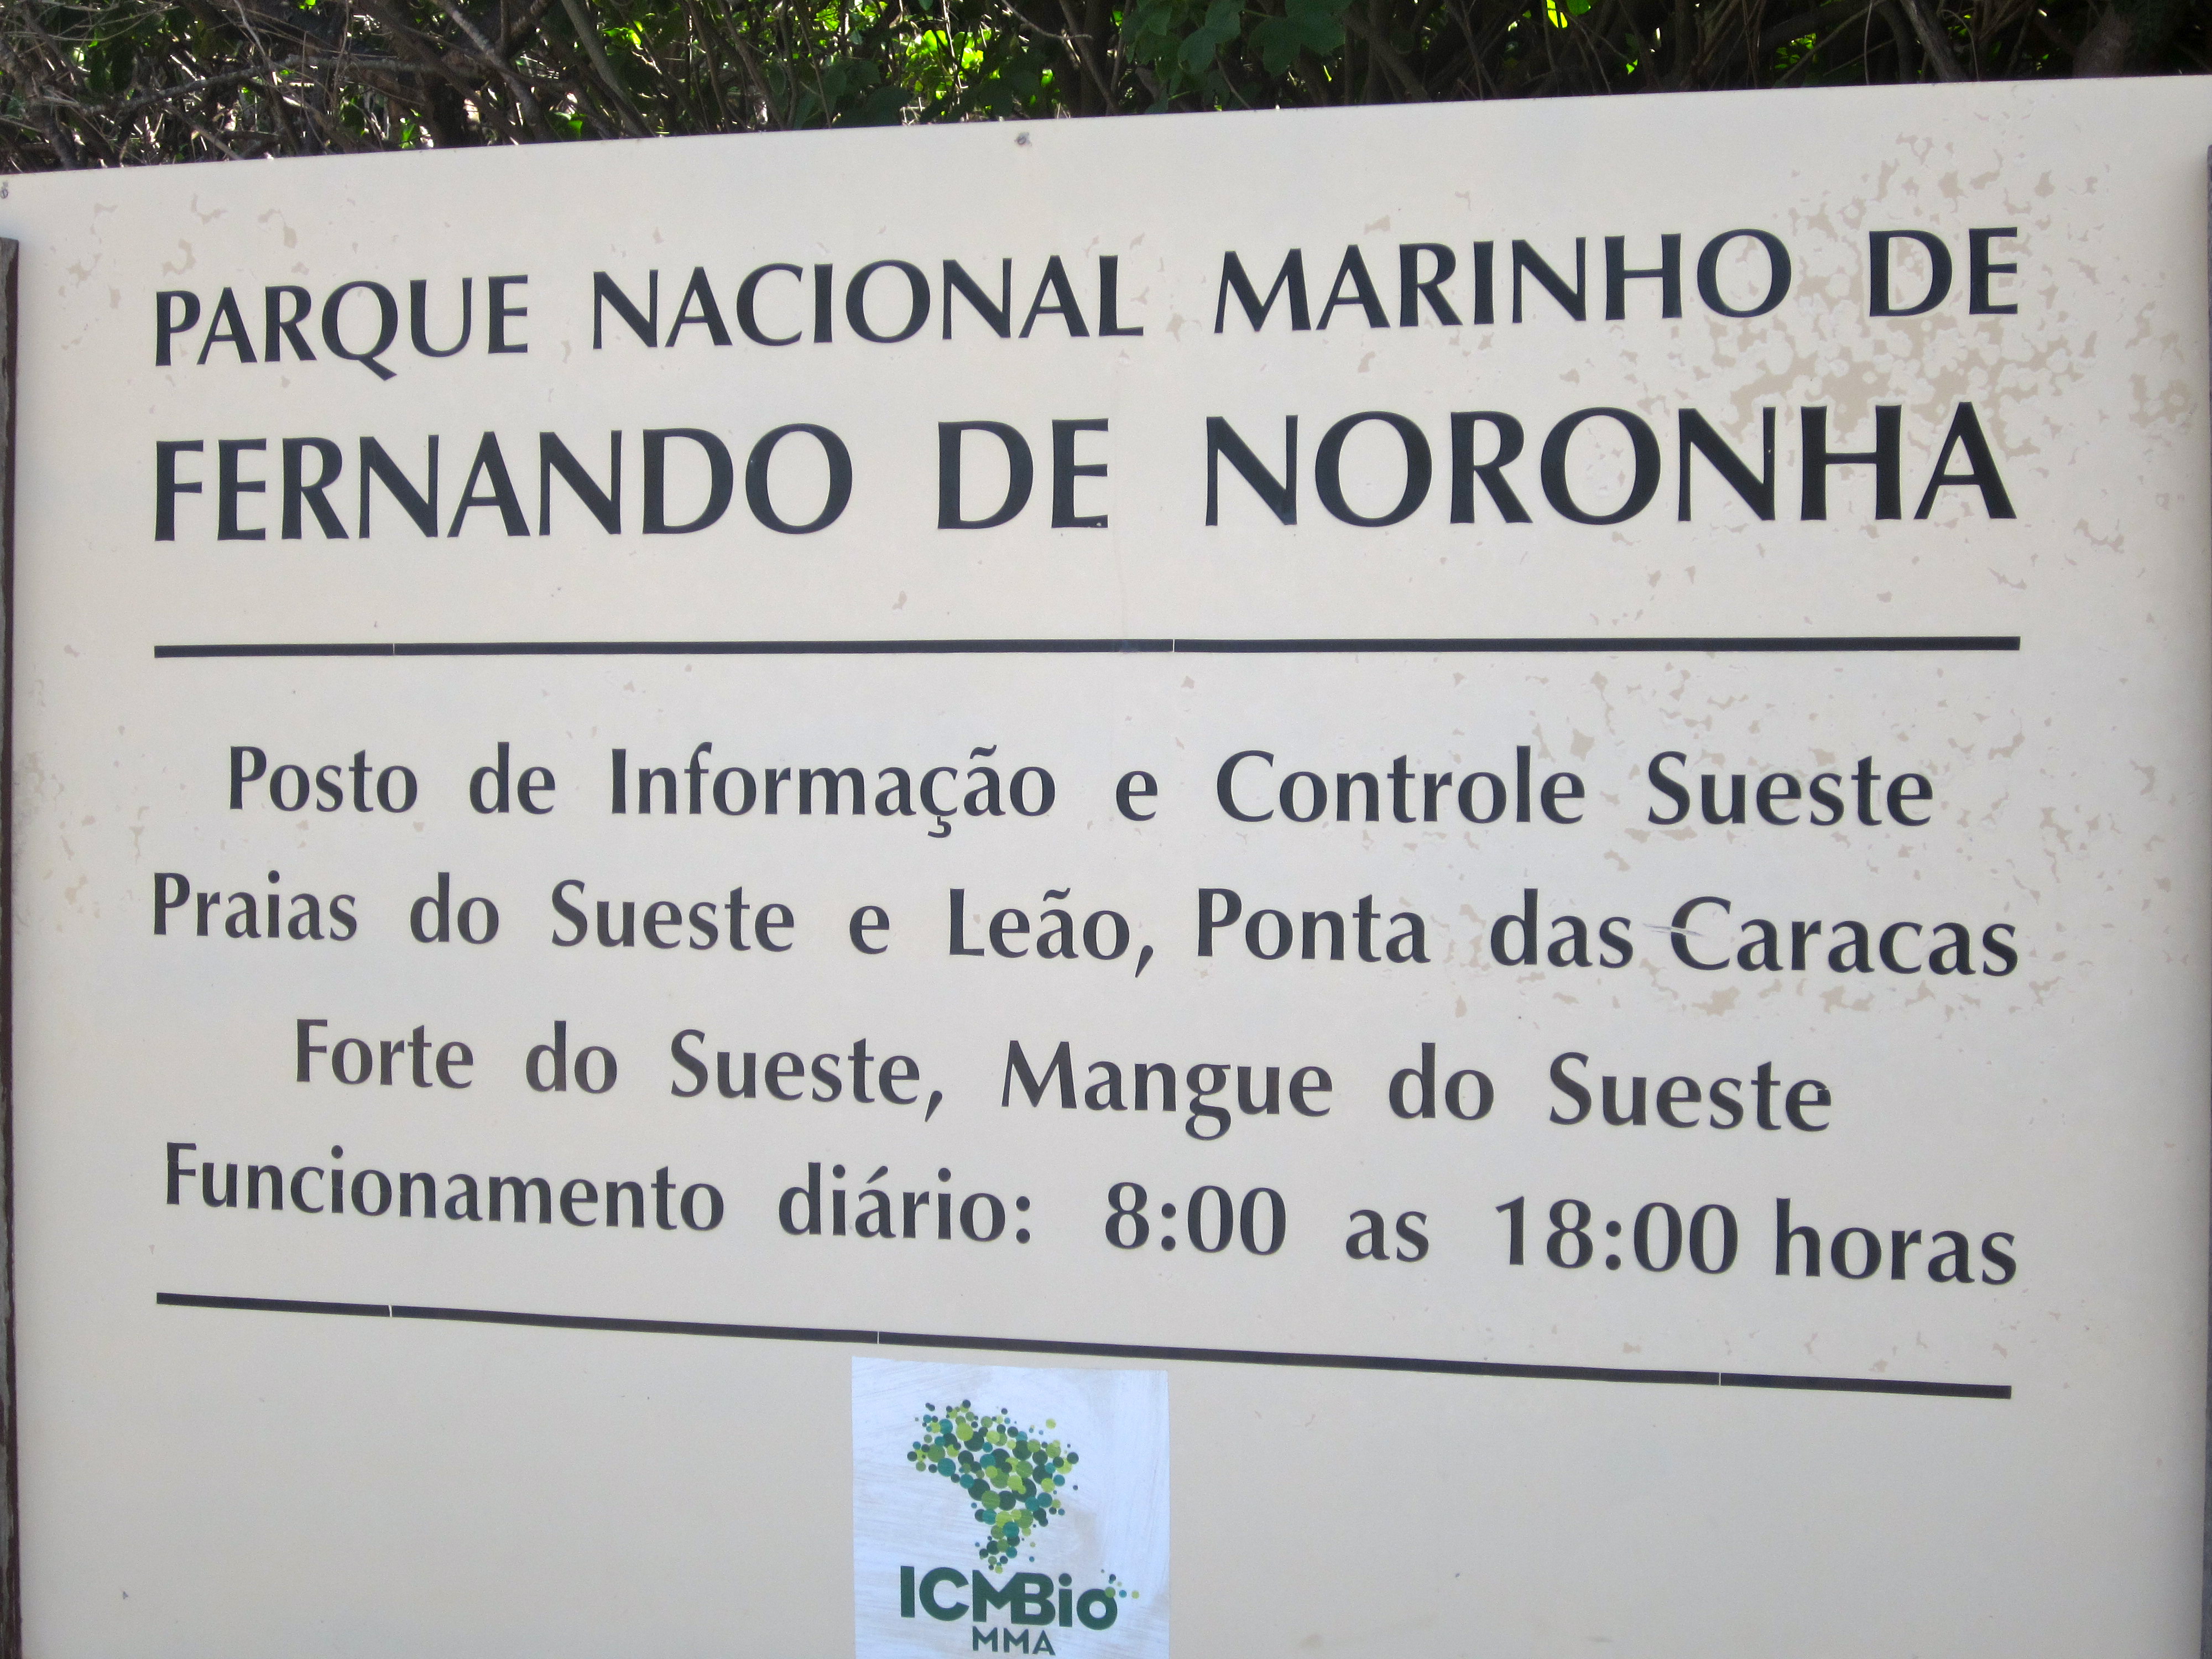 PARQUE NACIONAL MARINHO DE
FERNANDO DE NORONHA
Posto de Informação e Controle Sueste
Praias do Sueste e Leão, Ponta das Caracas
Forte do Sueste, Mangue do Sueste
Funcionamento diário: 8:00 as 18:00 horas
ICMBio
MMA